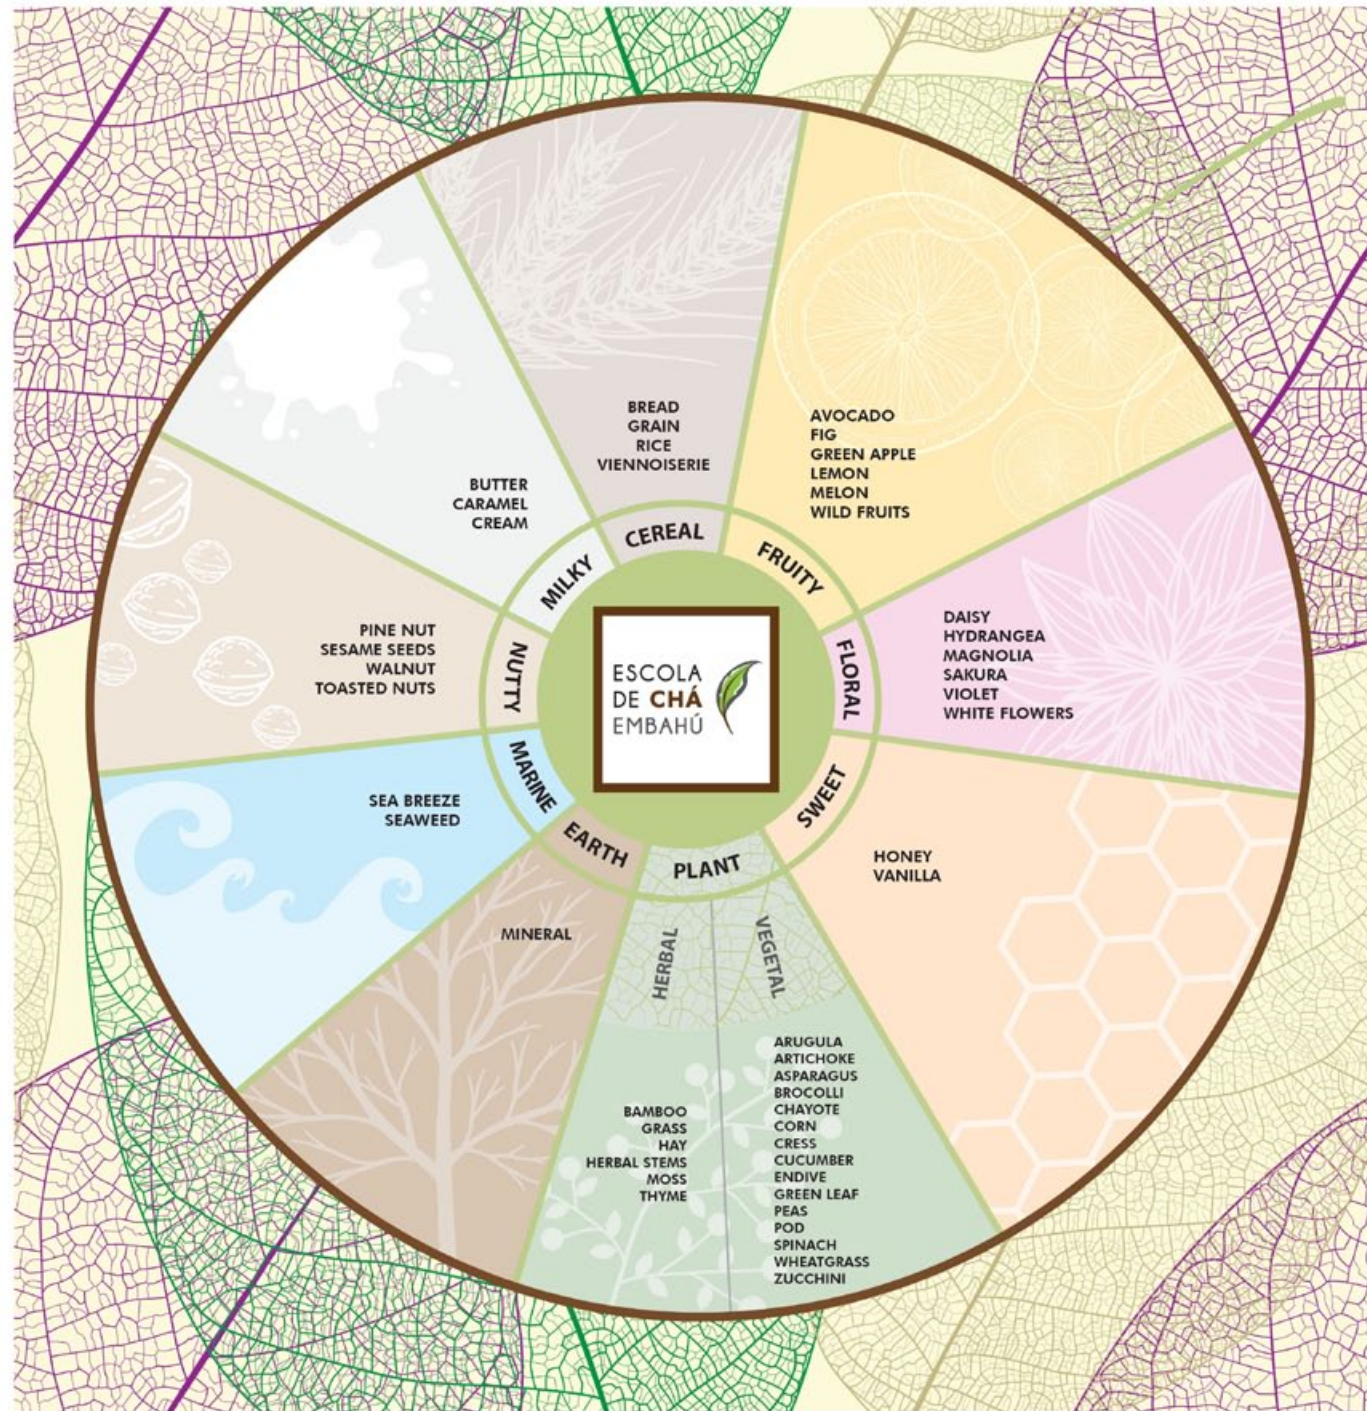 BREAD
GRAIN
RICE
VIENNOISERIE
CEREAL
AVOCADO
FIG
GREEN APPLE
LEMON
MELON
WILD FRUITS
FRUITY
DAISY
HYDRANGEA
MAGNOLIA
SAKURA
VIOLET
WHITE FLOWERS
FLORAL
HONEY
VANILLA
SWEET
PLANT
VEGETAL
ARUGULA
ARTICHOKE
ASPARAGUS
BROCOLLI
CHAYOTE
CORN
CRESS
CUCUMBER
ENDIVE
GREEN LEAF
PEAS
POD
SPINACH
WHEATGRASS
ZUCCHINI
HERBAL
BAMBOO
GRASS
HAY
HERBAL STEMS
MOSS
THYME
EARTH
MINERAL
MARINE
SEA BREEZE
SEAWEED
NUTTY
PINE NUT
SESAME SEEDS
WALNUT
TOASTED NUTS
MILKY
BUTTER
CARAMEL
CREAM
ESCOLA
DE CHÁ
EMBAHÚ